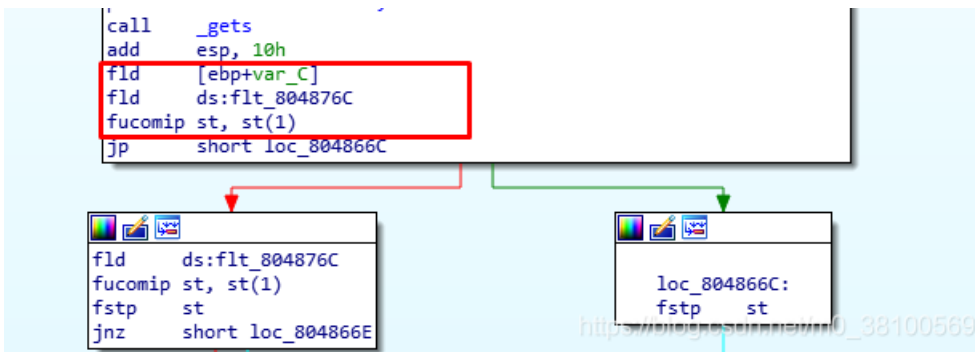 call _gets
add esp, 10h
fld [ebp+var_C]
fld ds:flt_804876C
fucomip st, st(1)
jp short loc_804866C
fld ds:flt_804876C
fucomip st, st(1)
fstp st
jnz short loc_804866E
loc_804866C:
fstp st
https://blog.csdn.net/m0_38100569